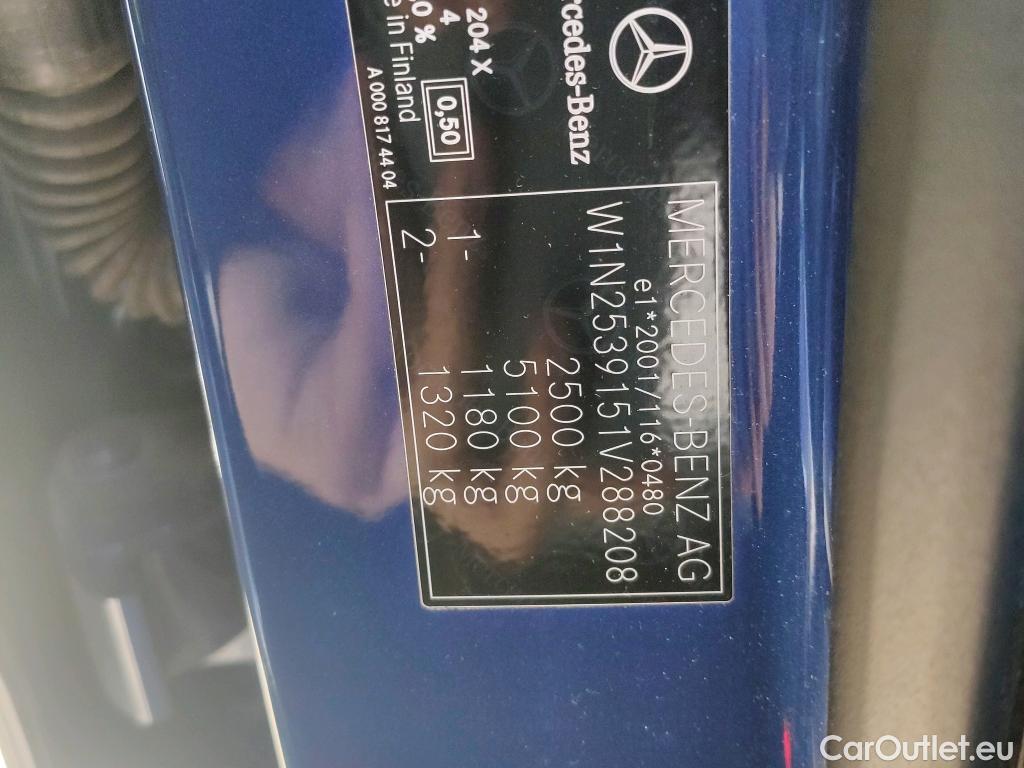 Mercedes-Benz
204 X
4
,0 %
0,50
in Finland
A 000 817 44 04
MERCEDES-BENZ AG
e1*2001/116*0480
W1N2539151V288208
2500 kg
5100 kg
1- 1180 kg
2- 1320 kg
CarOutlet.eu